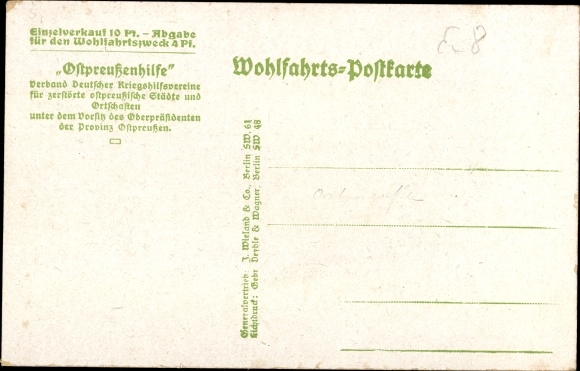 Einzelverkauf 10 Pf. – Abgabe
für den Wohlfahrtszweck 4 Pf.
„Ostpreußenhilfe"
Verband Deutscher Kriegshilfsvereine
für zerstörte ostpreußische Städte und
Ortschaften
unter dem Vorsitz des Oberpräsidenten
der Provinz Ostpreußen.
Wohlfahrts-Postkarte
Generalvertrieb: J. Wieland & Co., Berlin SW. 61
Lichtdruck: Gebr Deyhle & Wagner, Berlin SW 48